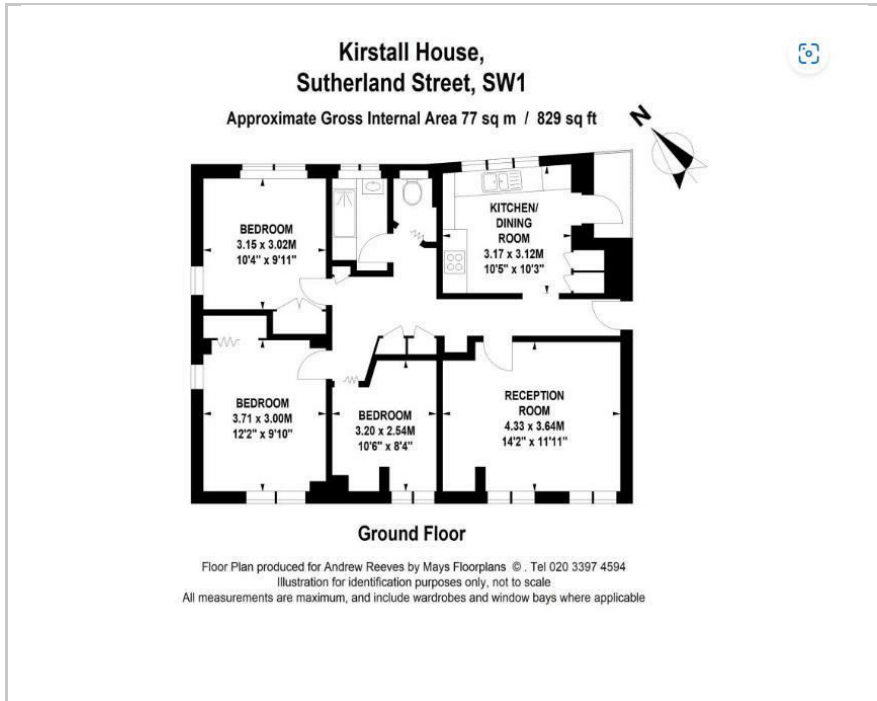 Kirstall House,
Sutherland Street, SW1
Approximate Gross Internal Area 77 sq m / 829 sq ft
N
BEDROOM
3.15 x 3.02M
10'4" x 9'11"
KITCHEN/
DINING
ROOM
3.17 x 3.12M
10'5" x 10'3"
BEDROOM
3.71 x 3.00M
12'2" x 9'10"
BEDROOM
3.20 x 2.54M
10'6" x 8'4"
RECEPTION
ROOM
4.33 x 3.64M
14'2" x 11'11"
Ground Floor
Floor Plan produced for Andrew Reeves by Mays Floorplans © . Tel 020 3397 4594
Illustration for identification purposes only, not to scale
All measurements are maximum, and include wardrobes and window bays where applicable